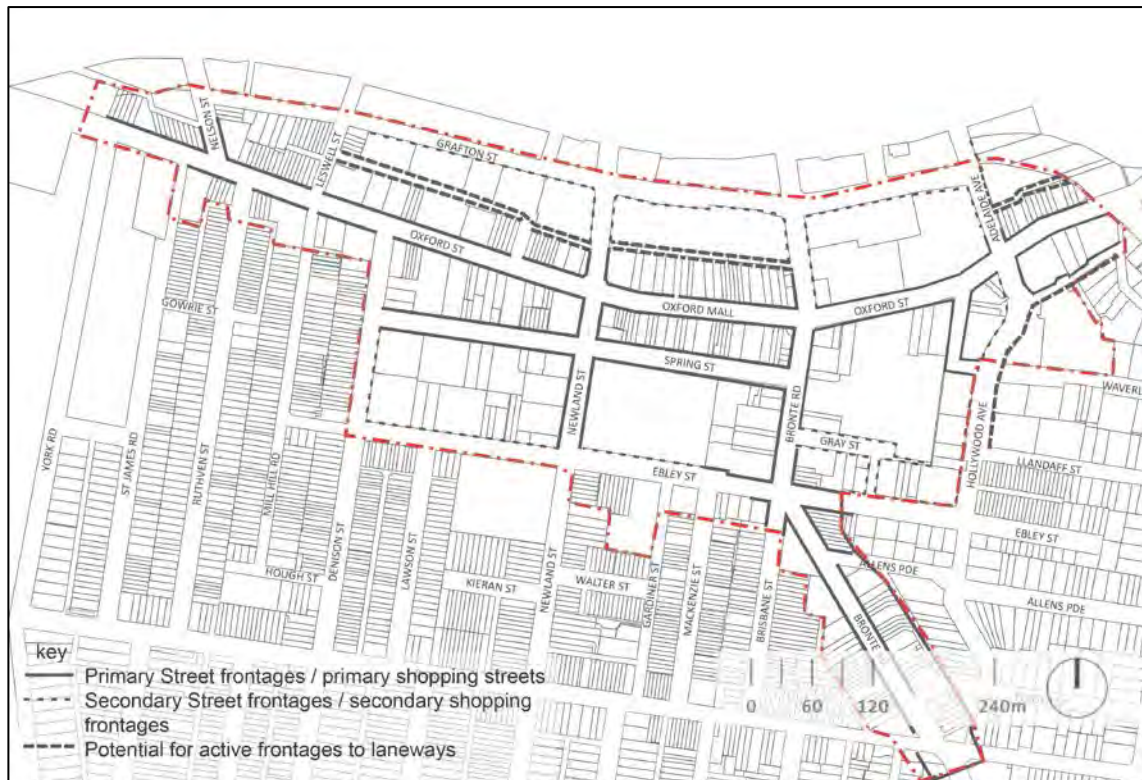 NELSON ST
LESWELL ST
GRAFTON ST
ADELAIDE AVE
OXFORD ST
OXFORD MALL
OXFORD ST
GOWRIE ST
SPRING ST
WAVERL
NEWLAND ST
BRONTE RD
HOLLYWOOD AVE
GRAY ST
YORK RD
ST JAMES RD
RUTHVEN ST
MILL HILL RD
LLANDAFF ST
EBLEY ST
DENISON ST
LAWSON ST
EBLEY ST
ALLENS PDE
HOUGH ST
KIERAN ST
NEWLAND ST
WALTER ST
GARDINER ST
MACKENZIE ST
BRISBANE ST
ALLENS PDE
BRONTE
key
Primary Street frontages / primary shopping streets
Secondary Street frontages / secondary shopping
frontages
Potential for active frontages to laneways
0 60 120 240m